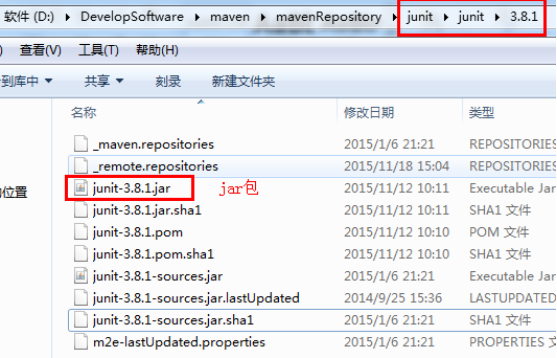 软件 (D:) ▸ DevelopSoftware ▸ maven ▸ mavenRepository ▸ junit ▸ junit ▸ 3.8.1
) 查看(V) 工具(T) 帮助(H)
到库中 共享 刻录 新建文件夹
名称 修改日期 类型
_maven.repositories 2015/1/6 21:21 REPOSITORIES
_remote.repositories 2015/11/18 15:04 REPOSITORIES
的位置
junit-3.8.1.jar jar包 2015/11/12 10:11 Executable Jar
junit-3.8.1.jar.sha1 2015/11/12 10:11 SHA1 文件
junit-3.8.1.pom 2015/11/12 10:10 POM 文件
junit-3.8.1.pom.sha1 2015/11/12 10:10 SHA1 文件
junit-3.8.1-sources.jar 2015/1/6 21:21 Executable Jar
junit-3.8.1-sources.jar.lastUpdated 2014/9/25 15:36 LASTUPDATED
junit-3.8.1-sources.jar.sha1 2015/1/6 21:21 SHA1 文件
m2e-lastUpdated.properties 2015/1/6 21:21 PROPERTIES 文